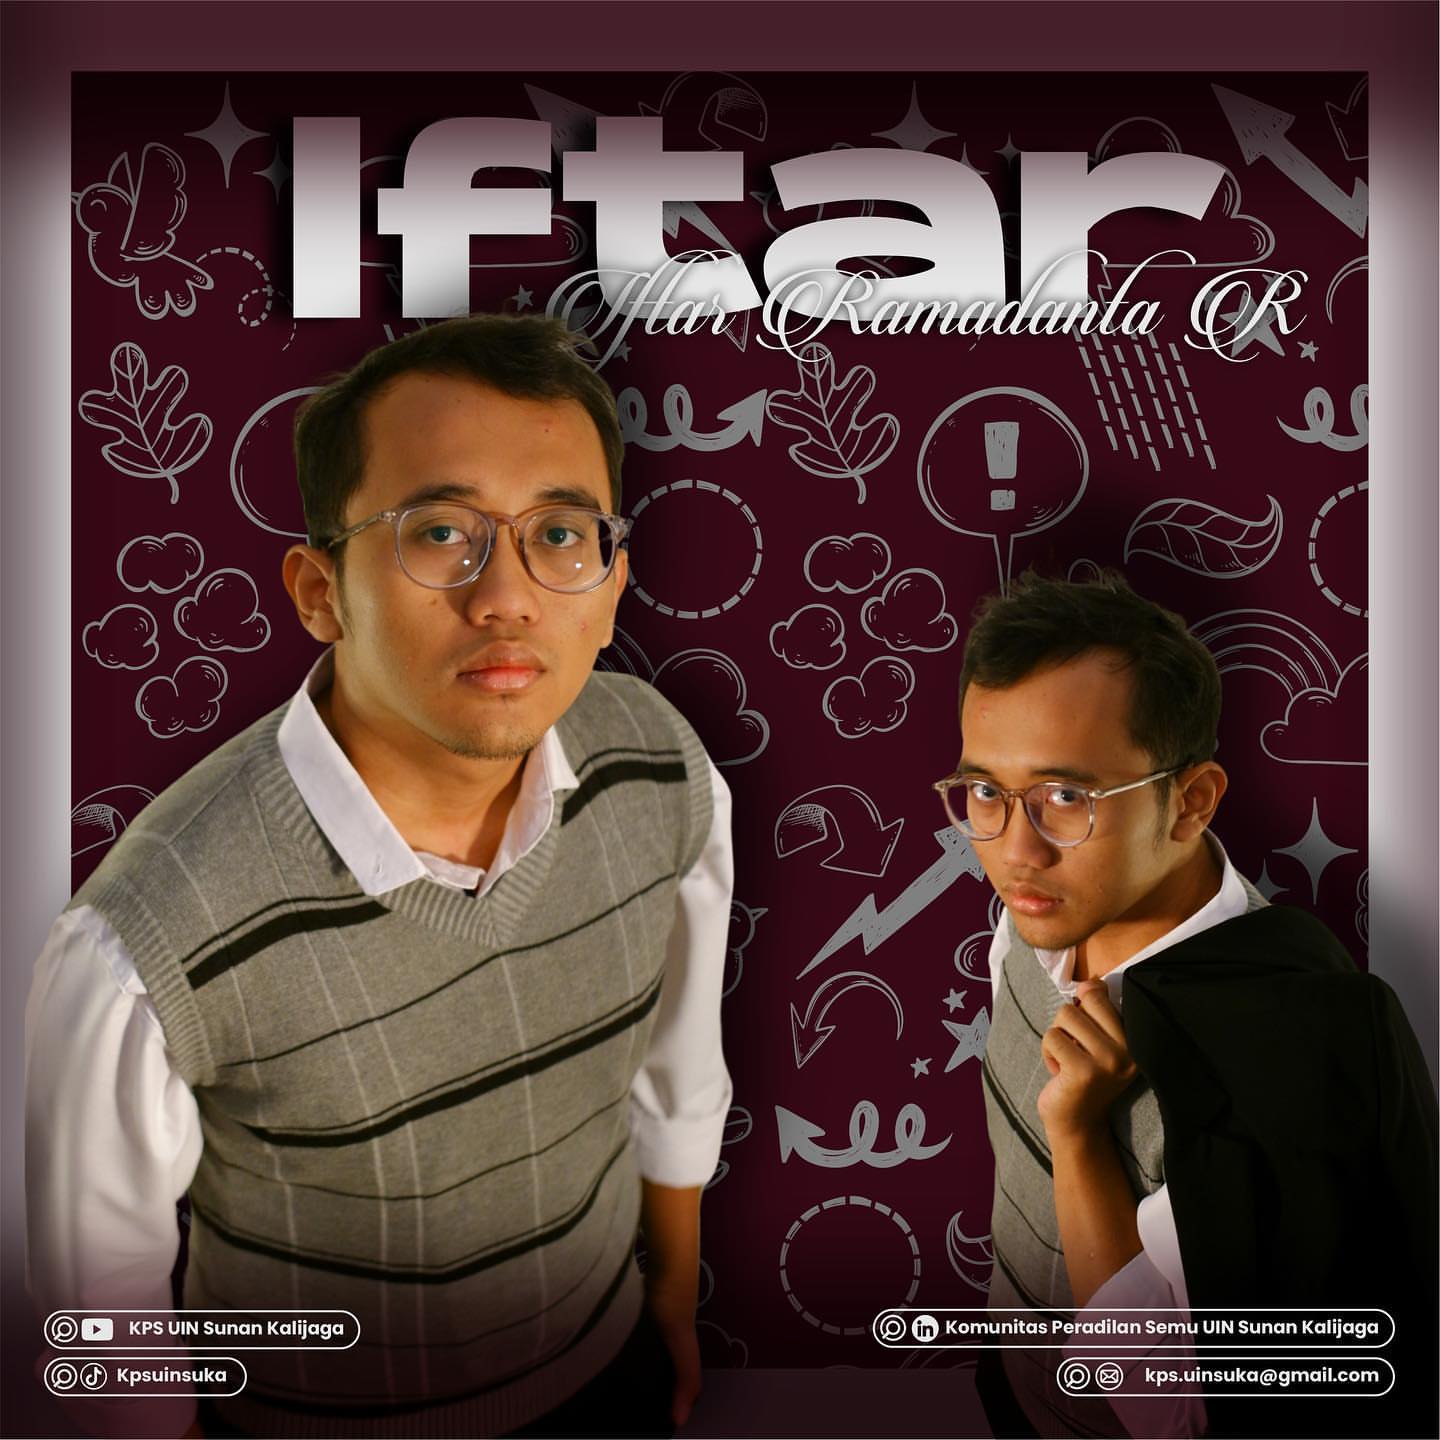 Iftar
Iftar Ramadanta R
KPS UIN Sunan Kalijaga
Kpsuinsuka
Komunitas Peradilan Semu UIN Sunan Kalijaga
kps.uinsuka@gmail.com